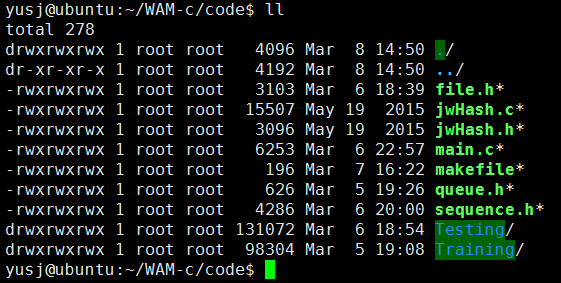 yusj@ubuntu:~/WAM-c/code$ ll
total 278
drwxrwxrwx 1 root root   4096 Mar  8 14:50 ./
dr-xr-xr-x 1 root root   4192 Mar  8 14:50 ../
-rwxrwxrwx 1 root root   3103 Mar  6 18:39 file.h*
-rwxrwxrwx 1 root root  15507 May 19  2015 jwHash.c*
-rwxrwxrwx 1 root root   3096 May 19  2015 jwHash.h*
-rwxrwxrwx 1 root root   6253 Mar  6 22:57 main.c*
-rwxrwxrwx 1 root root    196 Mar  7 16:22 makefile*
-rwxrwxrwx 1 root root    626 Mar  5 19:26 queue.h*
-rwxrwxrwx 1 root root   4286 Mar  6 20:00 sequence.h*
drwxrwxrwx 1 root root 131072 Mar  6 18:54 Testing/
drwxrwxrwx 1 root root  98304 Mar  5 19:08 Training/
yusj@ubuntu:~/WAM-c/code$